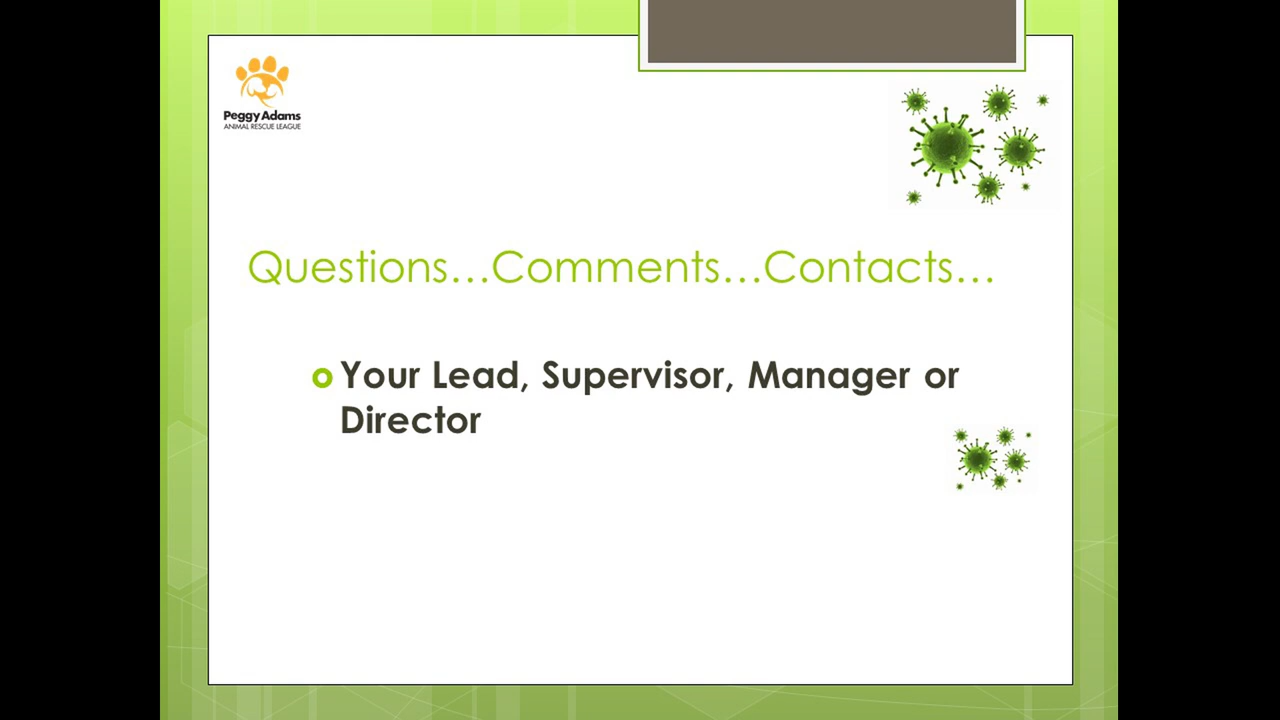 Peggy Adams
ANIMAL RESCUE LEAGUE
Questions…Comments…Contacts…
Your Lead, Supervisor, Manager or
Director